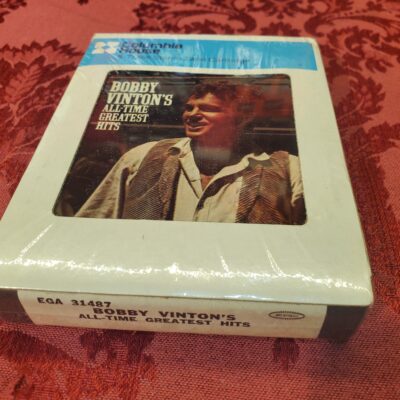 Columbia
House
BOBBY
VINTON'S
ALL-TIME
GREATEST
HITS
EGA 31487
BOBBY VINTON'S
ALL-TIME GREATEST HITS